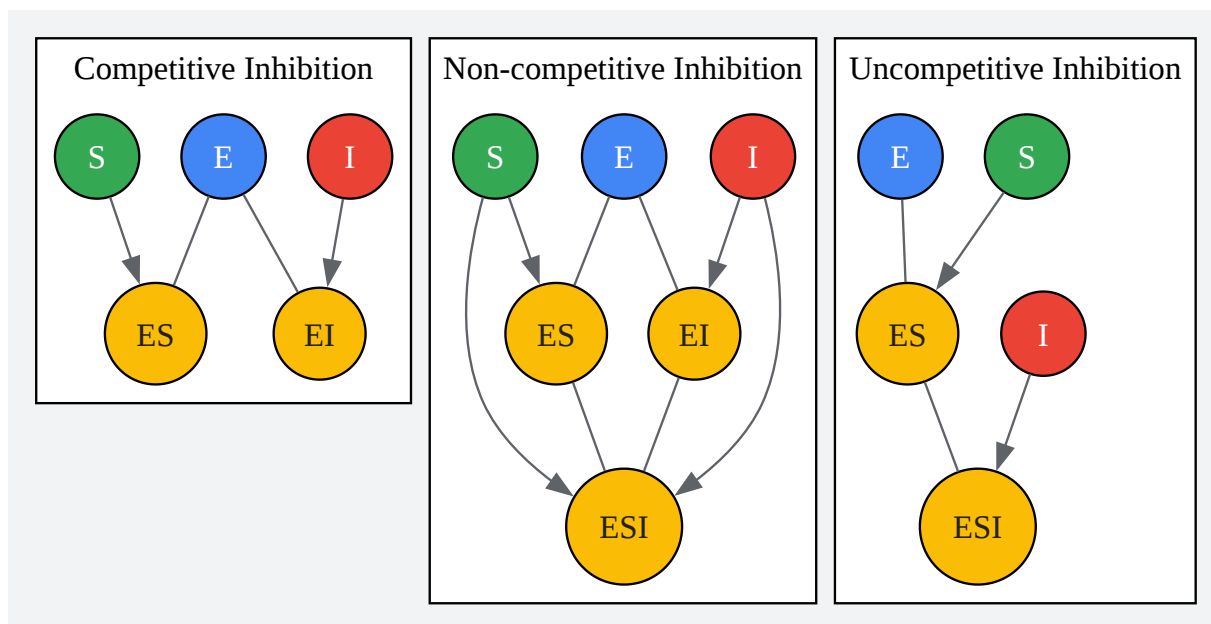 Competitive Inhibition
S
E
I
ES
EI
Non-competitive Inhibition
S
E
I
ES
EI
ESI
Uncompetitive Inhibition
E
S
ES
I
ESI